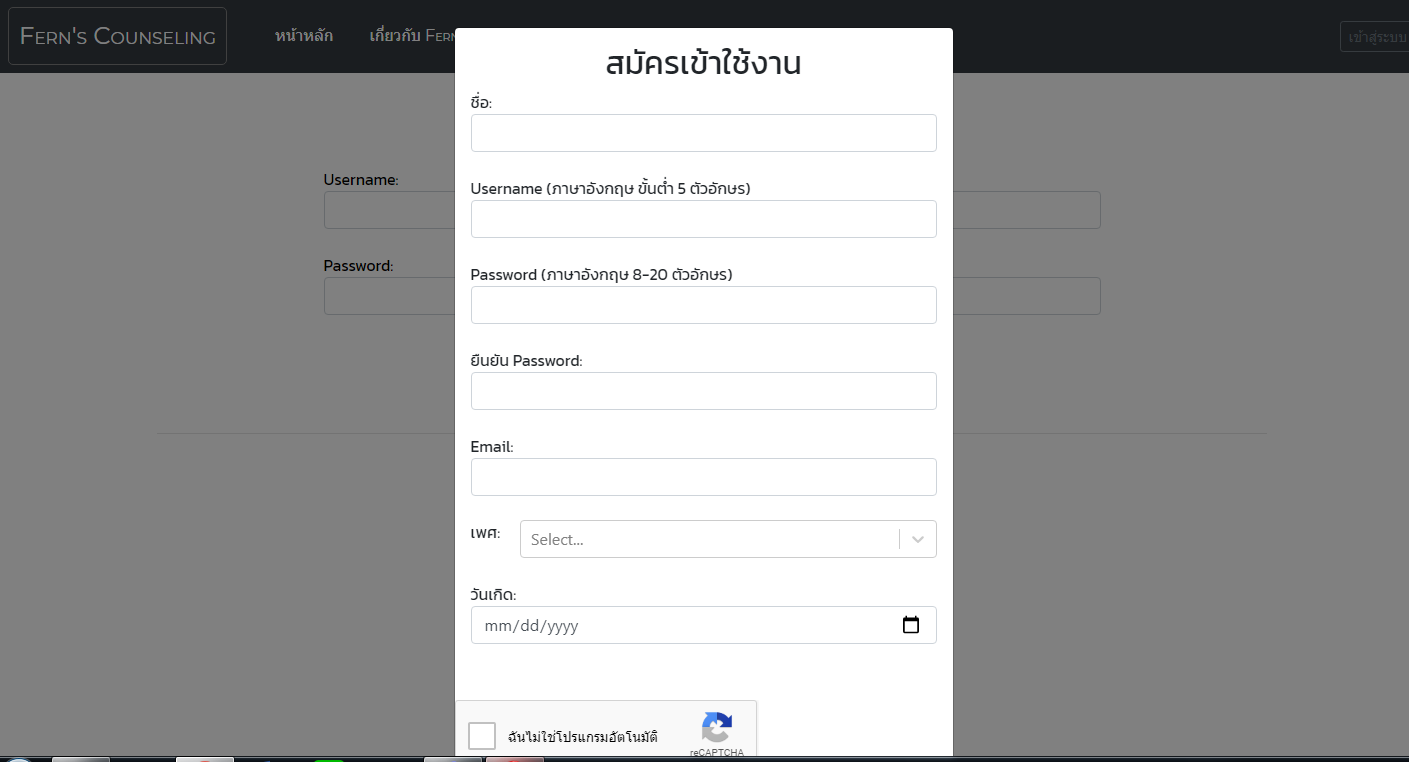 Fern's Counseling
หน้าหลัก
เกี่ยวกับ Fern
เข้าสู่ระบบ
สมัครเข้าใช้งาน
ชื่อ:
Username (ภาษาอังกฤษ ขั้นต่ำ 5 ตัวอักษร)
Password (ภาษาอังกฤษ 8-20 ตัวอักษร)
ยืนยัน Password:
Email:
เพศ:
Select...
วันเกิด:
mm/dd/yyyy
ฉันไม่ใช่โปรแกรมอัตโนมัติ
reCAPTCHA
Username:
Password: